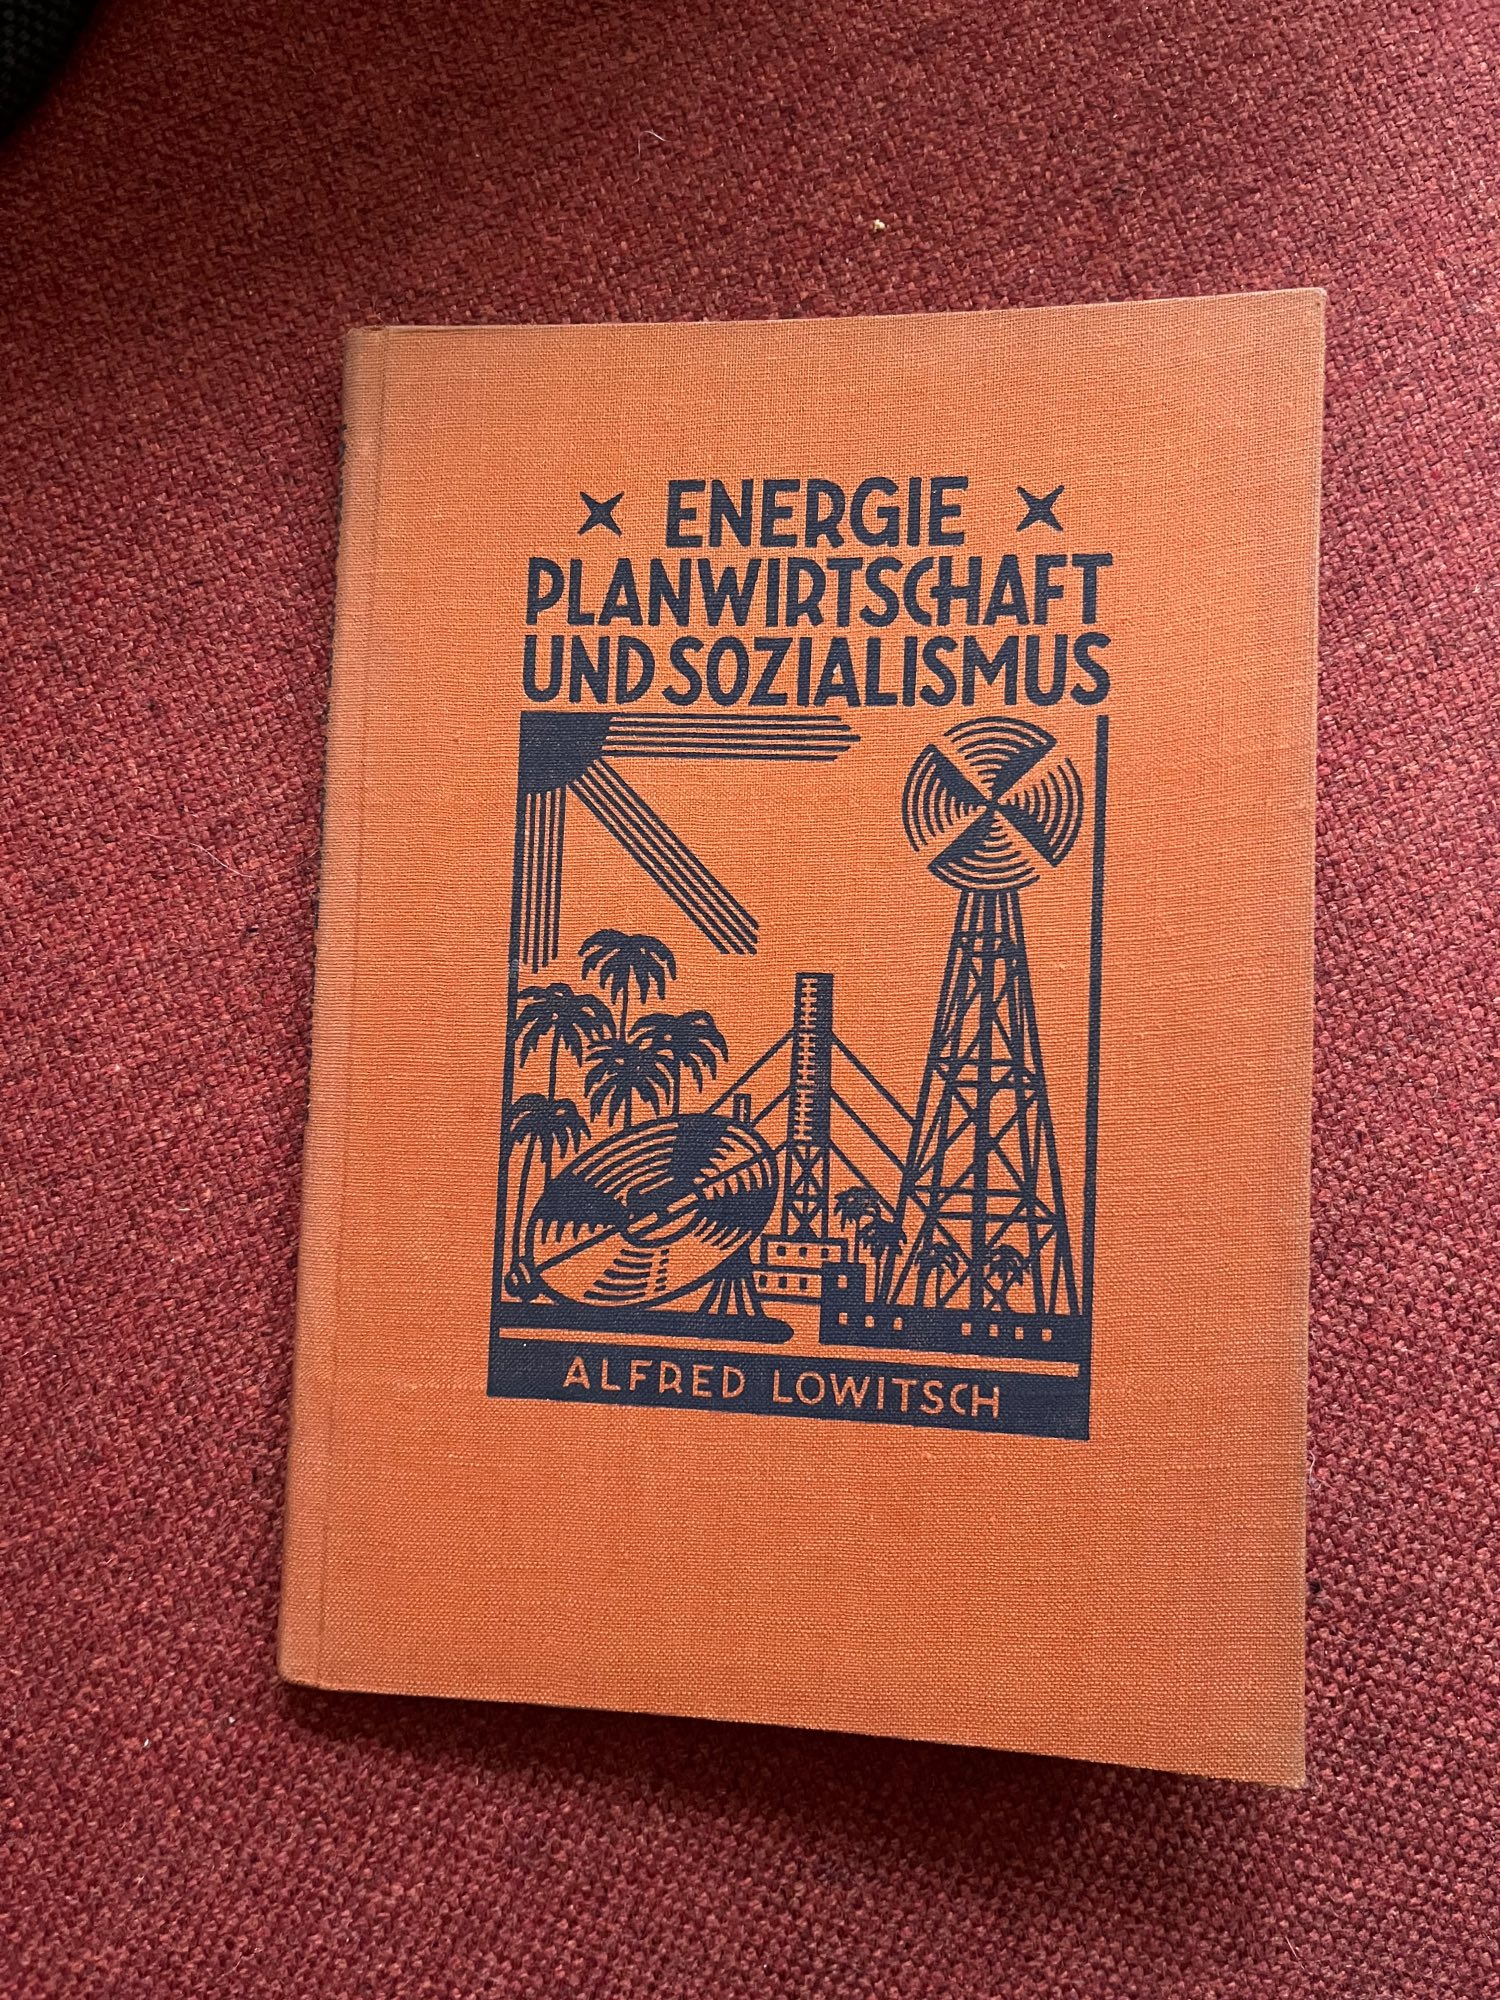 ENERGIE
PLANWIRTSCHAFT
UND SOZIALISMUS
ALFRED LOWITSCH